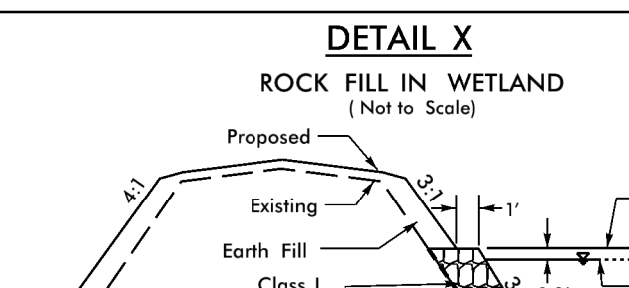 DETAIL X
ROCK FILL IN WETLAND
( Not to Scale)
Proposed
4:1
3:1
Existing
1'
Earth Fill
Class I